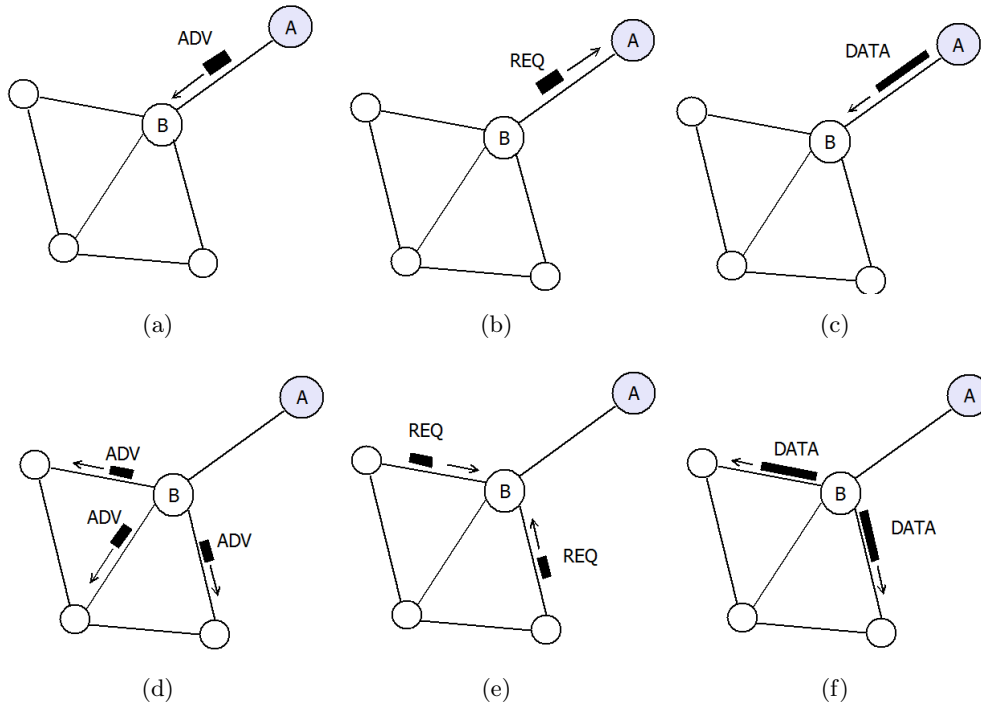 ADV
A
B
(a)
REQ
A
B
(b)
DATA
A
B
(c)
A
ADV
B
ADV
ADV
(d)
A
REQ
B
REQ
(e)
A
DATA
B
DATA
(f)